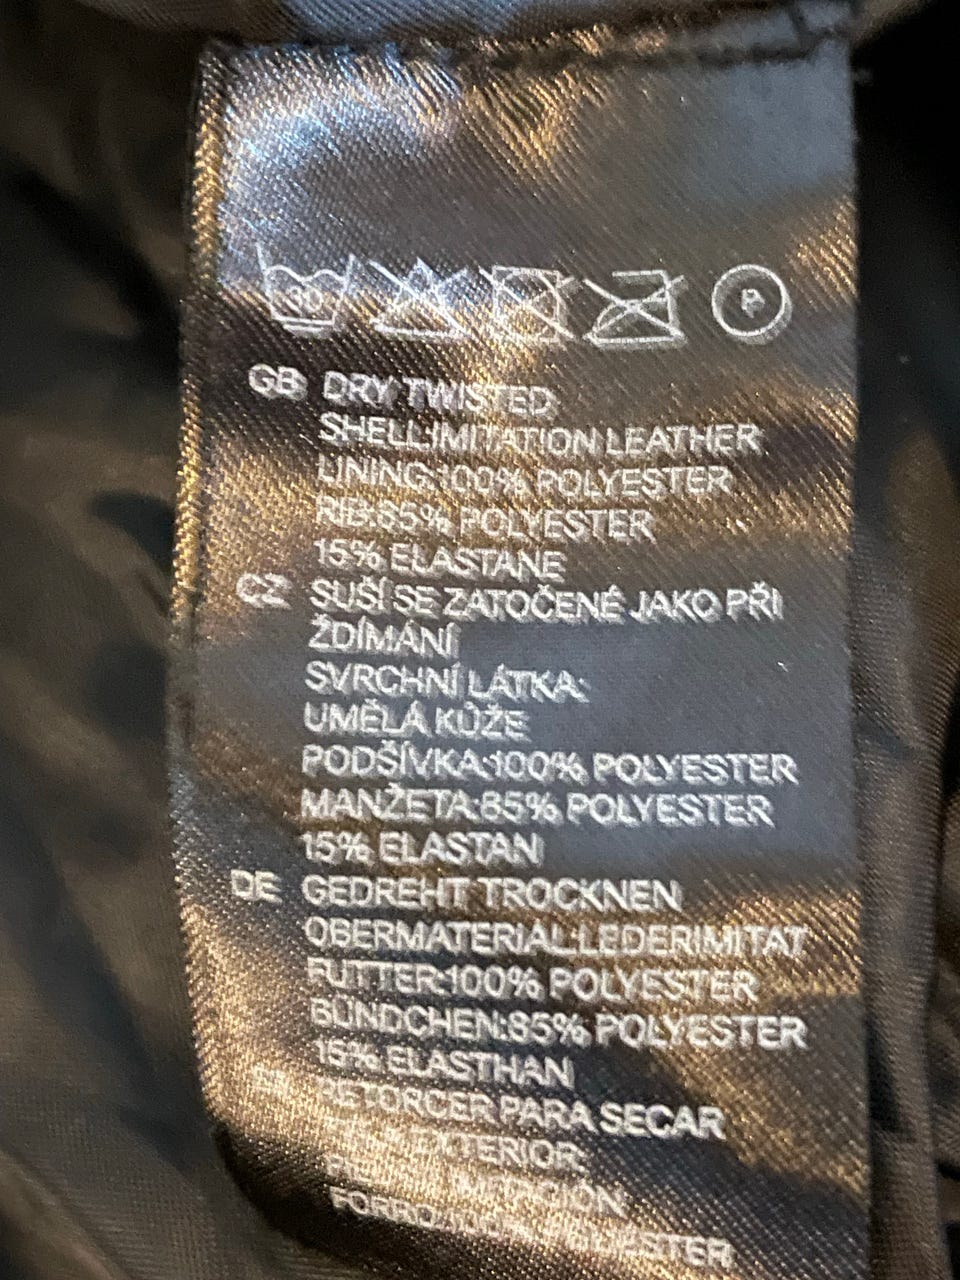 30
P
GB DRY TWISTED
SHELL:IMITATION LEATHER
LINING:100% POLYESTER
RIB:85% POLYESTER
15% ELASTANE
CZ SUŠÍ SE ZATOČENÉ JAKO PŘI
ŽDÍMÁNÍ
SVRCHNÍ LÁTKA:
UMĚLÁ KŮŽE
PODŠÍVKA:100% POLYESTER
MANŽETA:85% POLYESTER
15% ELASTAN
DE GEDREHT TROCKNEN
OBERMATERIAL:LEDERIMITAT
FUTTER:100% POLYESTER
BÜNDCHEN:85% POLYESTER
15% ELASTHAN
RETORCER PARA SECAR
EXTERIOR: